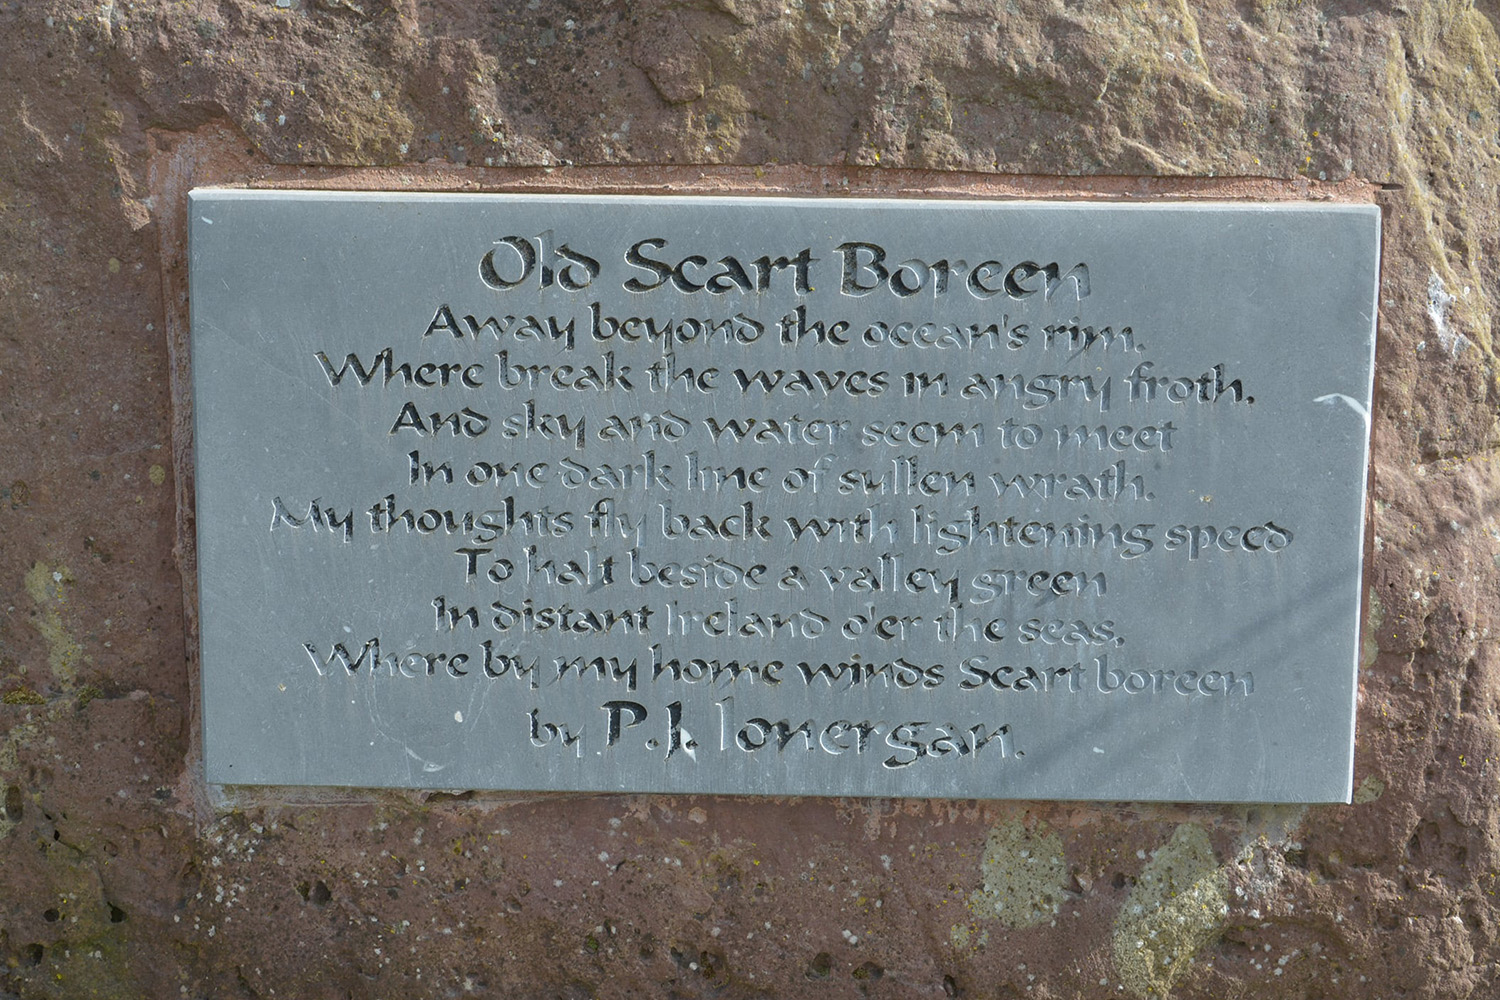 Old Scart Boreen
Away beyond the ocean's rim.
Where break the waves in angry froth.
And sky and water seem to meet
In one dark line of sullen wrath.
My thoughts fly back with lightening speed
To halt beside a valley green
In distant Ireland o'er the seas.
Where by my home winds Scart boreen
by P.J. lonergan.